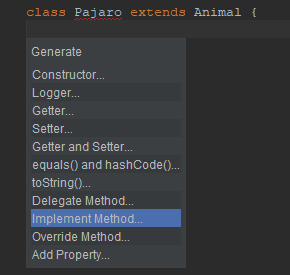 class Pajaro extends Animal {
Generate
Constructor...
Logger...
Getter...
Setter...
Getter and Setter...
equals() and hashCode()...
toString()...
Delegate Method...
Implement Method...
Override Method...
Add Property...